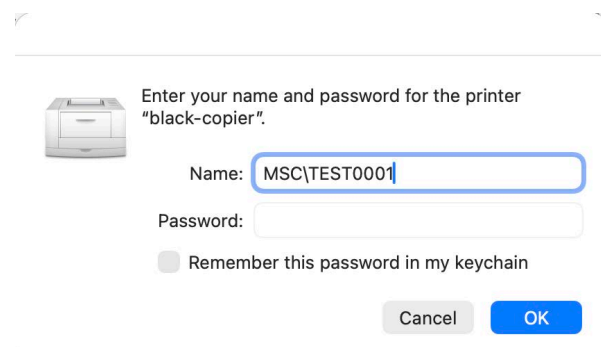 Enter your name and password for the printer
“black-copier”.
Name: MSC\TEST0001
Password:
Remember this password in my keychain
Cancel OK